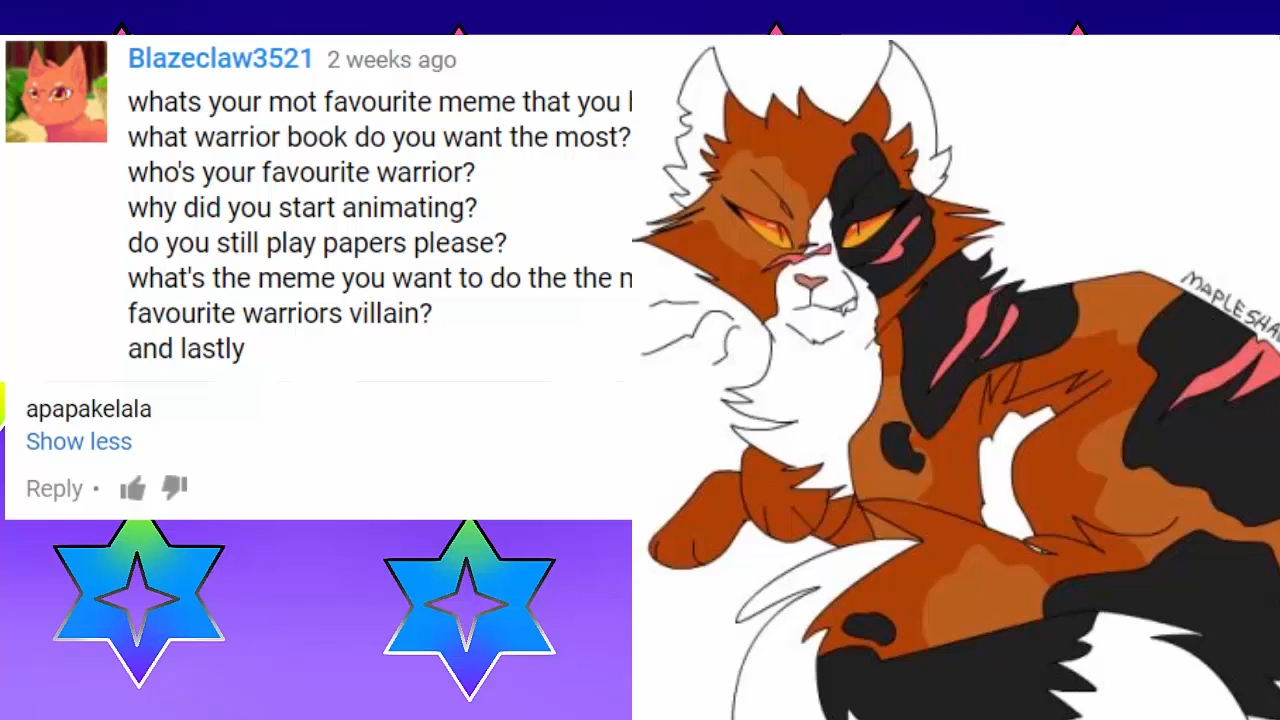 Blazeclaw3521 2 weeks ago
whats your mot favourite meme that you
what warrior book do you want the most?
who's your favourite warrior?
why did you start animating?
do you still play papers please?
what's the meme you want to do the the
favourite warriors villain?
and lastly
apapakelala
Show less
Reply •
MAPLESHA